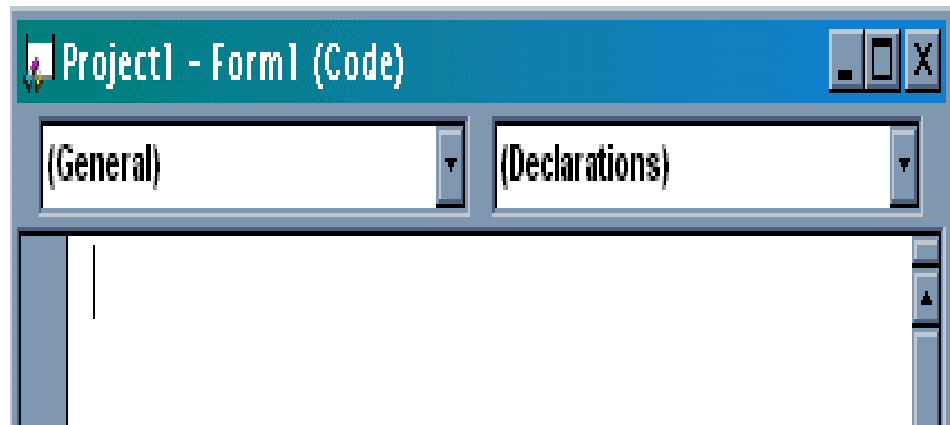 Project1 - Form1 (Code)
(General)
(Declarations)